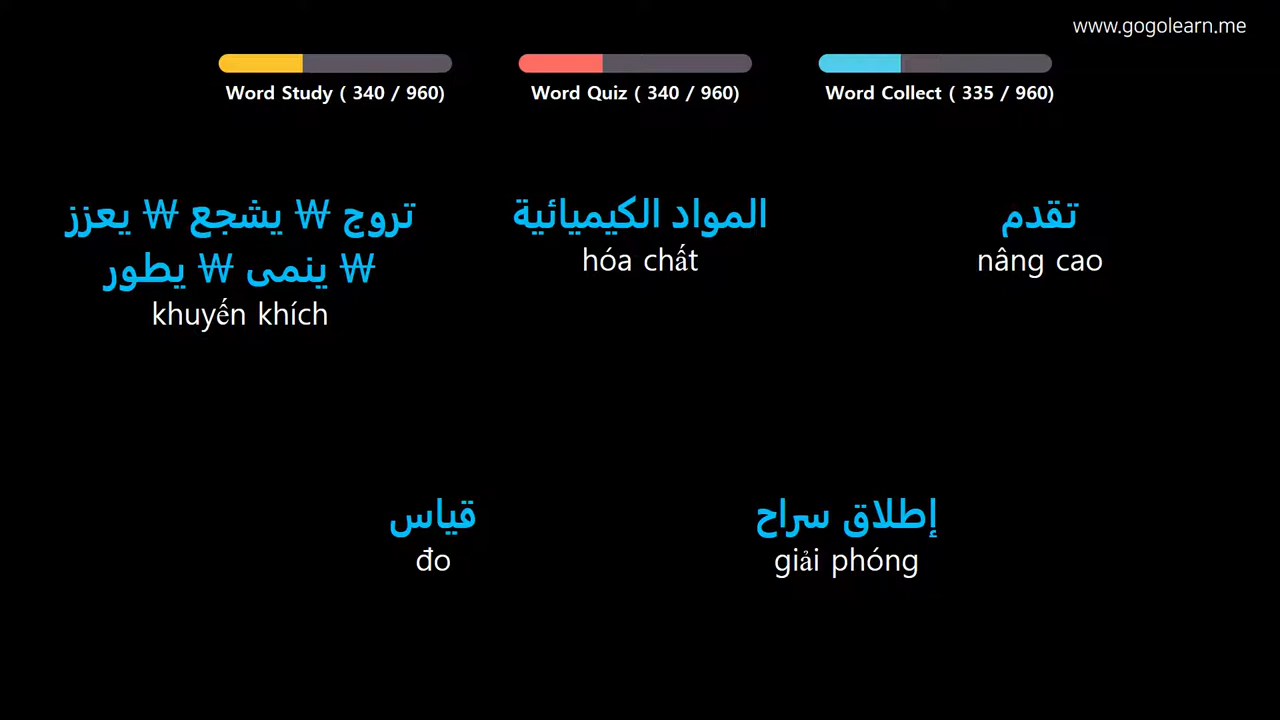 www.gogolearn.me
Word Study ( 340 / 960)
Word Quiz ( 340 / 960)
Word Collect ( 335 / 960)
تروج ₩ يشجع ₩ يعزز
₩ ينمى ₩ يطور
khuyến khích
المواد الكيميائية
hóa chất
تقدم
nâng cao
قياس
đo
إطلاق سراح
giải phóng